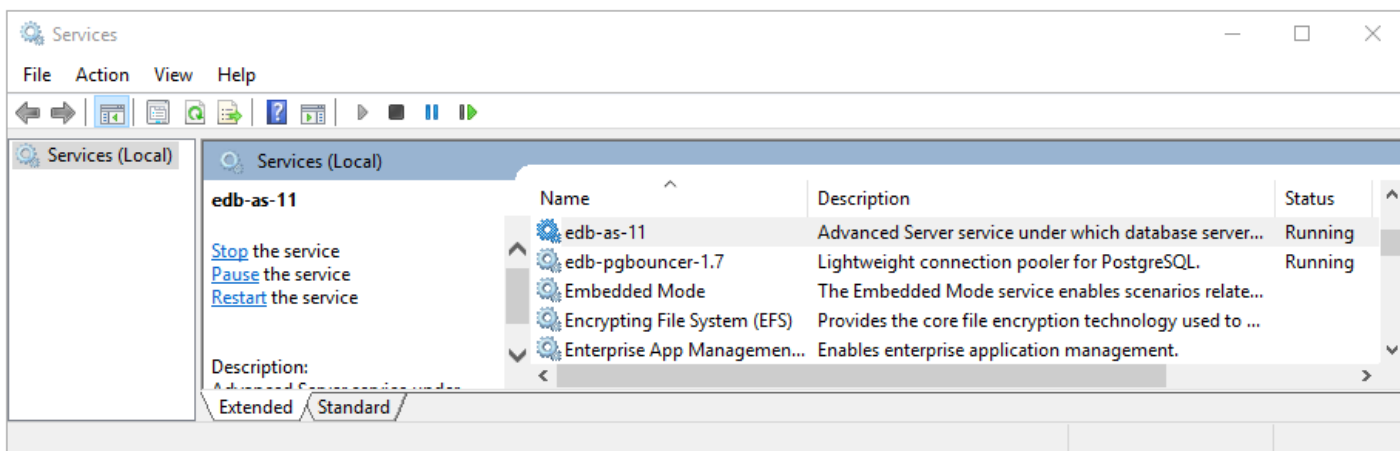 Services
File Action View Help
Services (Local)
Services (Local)
edb-as-11
Stop the service
Pause the service
Restart the service
Description:
Advanced Server service under
Name Description Status
edb-as-11 Advanced Server service under which database server... Running
edb-pgbouncer-1.7 Lightweight connection pooler for PostgreSQL. Running
Embedded Mode The Embedded Mode service enables scenarios relate...
Encrypting File System (EFS) Provides the core file encryption technology used to ...
Enterprise App Managemen... Enables enterprise application management.
Extended Standard